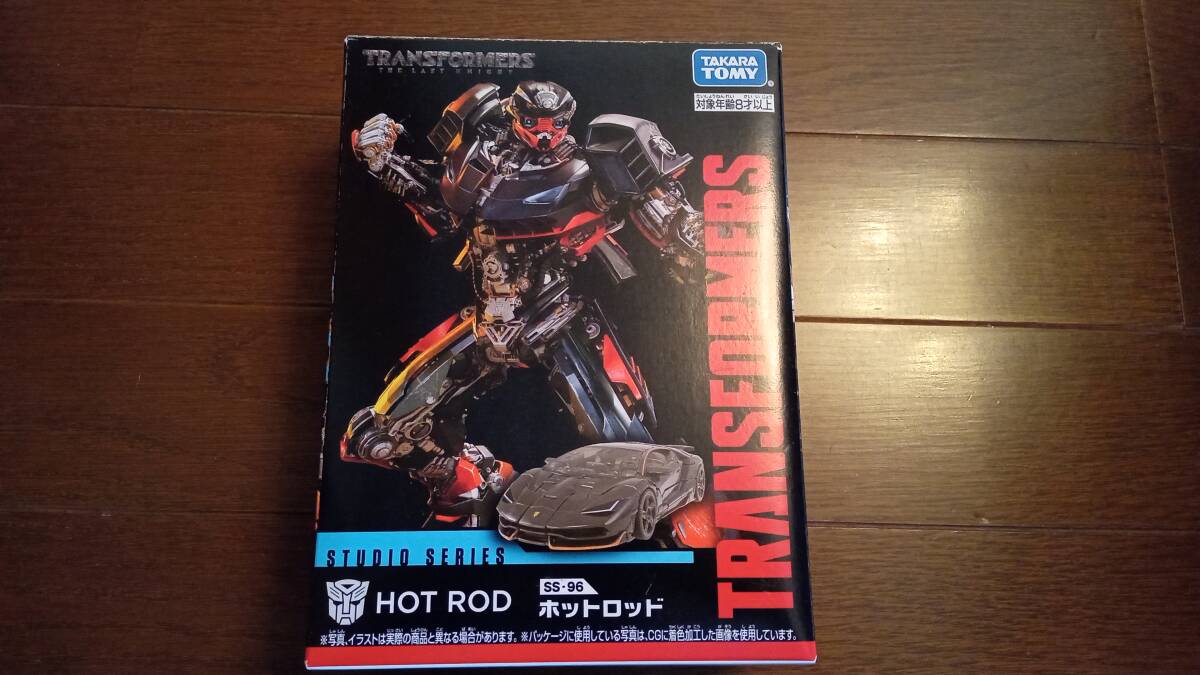 TRANSFORMERS
THE LAST KNIGHT
TAKARA
TOMY
対象年齢8才以上
TRANSFORMERS
STUDIO SERIES
HOT ROD
SS-96
ホットロッド
※写真、イラストは実際の商品と異なる場合があります。※パッケージに使用している写真は、CGに着色加工した画像を使用しています。